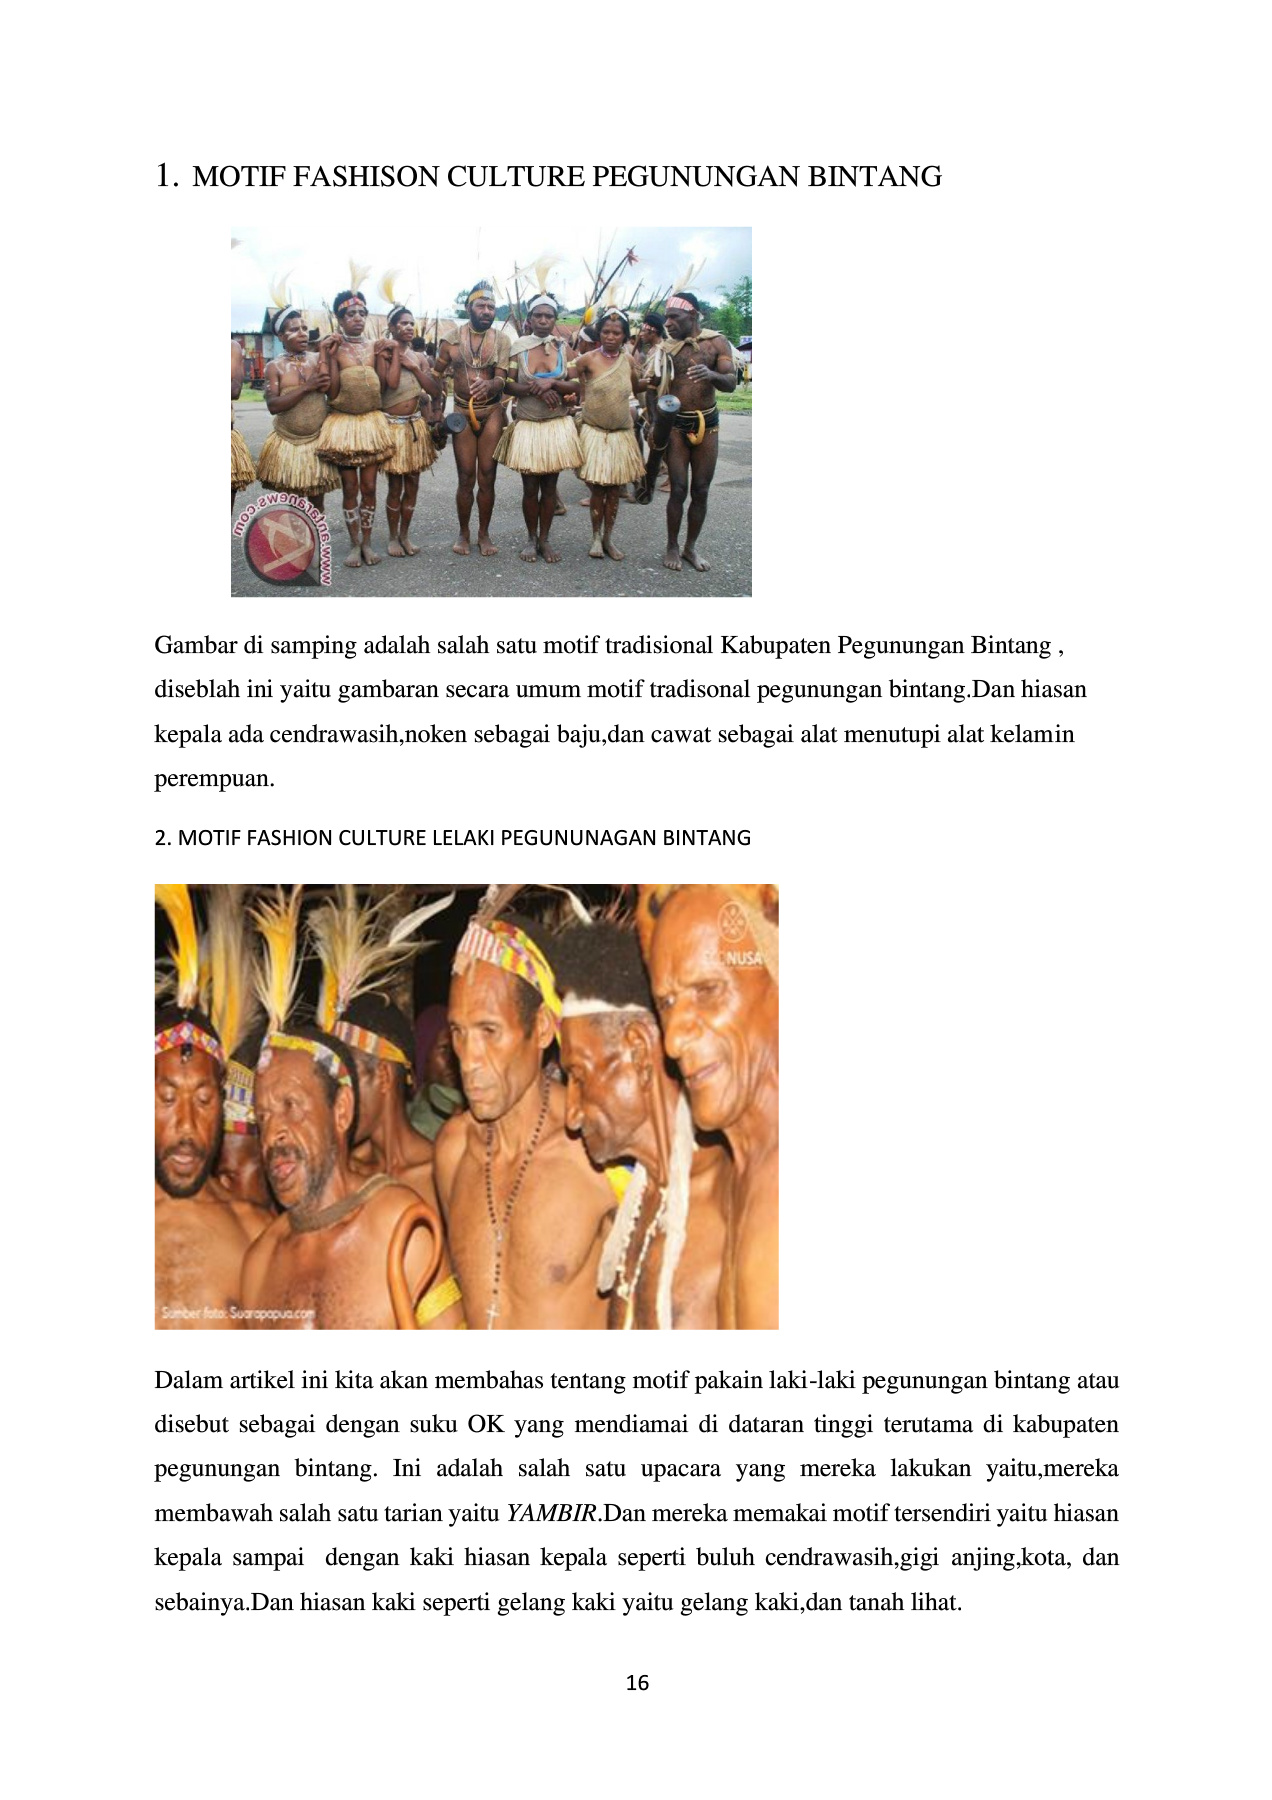 1. MOTIF FASHISON CULTURE PEGUNUNGAN BINTANG
www.antaranews.com
Gambar di samping adalah salah satu motif tradisional Kabupaten Pegunungan Bintang ,
diseblah ini yaitu gambaran secara umum motif tradisonal pegunungan bintang.Dan hiasan
kepala ada cendrawasih,noken sebagai baju,dan cawat sebagai alat menutupi alat kelamin
perempuan.
2. MOTIF FASHION CULTURE LELAKI PEGUNUNAGAN BINTANG
ECONUSA
Sumber foto: Suarapapua.com
Dalam artikel ini kita akan membahas tentang motif pakain laki-laki pegunungan bintang atau
disebut sebagai dengan suku OK yang mendiamai di dataran tinggi terutama di kabupaten
pegunungan bintang. Ini adalah salah satu upacara yang mereka lakukan yaitu,mereka
membawah salah satu tarian yaitu YAMBIR.Dan mereka memakai motif tersendiri yaitu hiasan
kepala sampai dengan kaki hiasan kepala seperti buluh cendrawasih,gigi anjing,kota, dan
sebainya.Dan hiasan kaki seperti gelang kaki yaitu gelang kaki,dan tanah lihat.
16